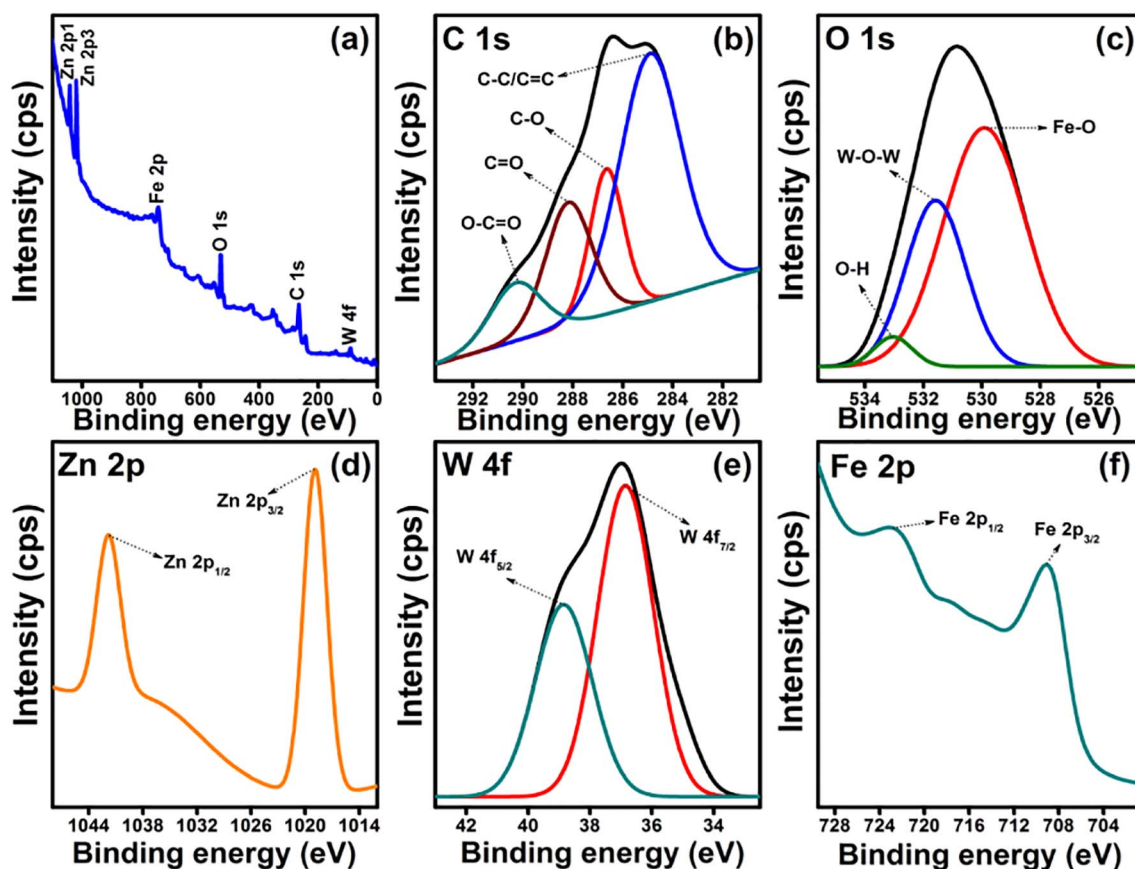 (a)
Zn 2p1
Zn 2p3
Fe 2p
O 1s
C 1s
W 4f
Intensity (cps)
1000 800 600 400 200 0
Binding energy (eV)
C 1s
(b)
C-C/C=C
C-O
C=O
O-C=O
Intensity (cps)
292 290 288 286 284 282
Binding energy (eV)
O 1s
(c)
Fe-O
W-O-W
O-H
Intensity (cps)
534 532 530 528 526
Binding energy (eV)
Zn 2p
(d)
Zn 2p3/2
Zn 2p1/2
Intensity (cps)
1044 1038 1032 1026 1020 1014
Binding energy (eV)
W 4f
(e)
W 4f7/2
W 4f5/2
Intensity (cps)
42 40 38 36 34
Binding energy (eV)
Fe 2p
(f)
Fe 2p1/2
Fe 2p3/2
Intensity (cps)
728 724 720 716 712 708 704
Binding energy (eV)